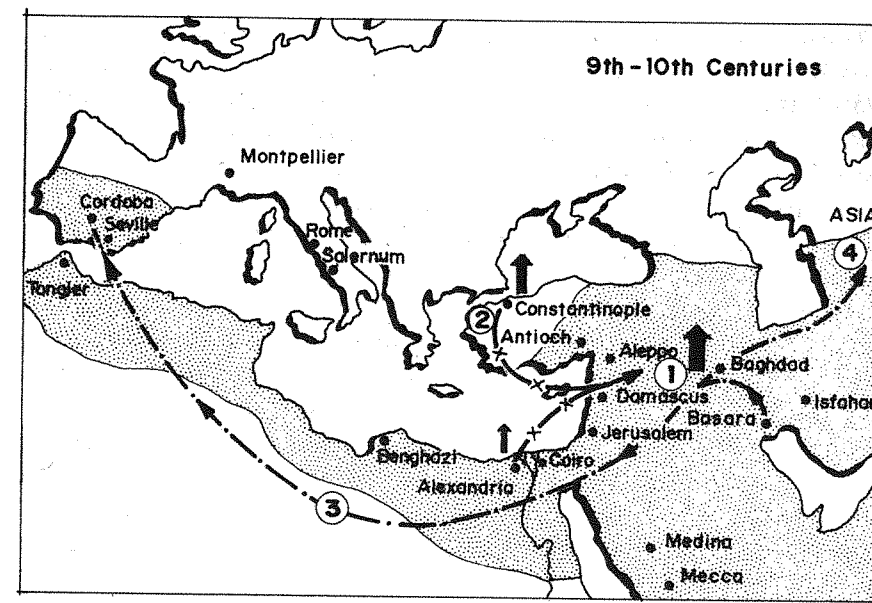 9th-10th Centuries
Montpellier
ASIA
Cordoba
Seville
Rome
Salernum
4
Tangier
Constantinople
2
Antioch
Aleppo
1
Baghdad
Damascus
Isfahan
Basara
Jerusalem
Benghazi
Cairo
Alexandria
3
Medina
Mecca